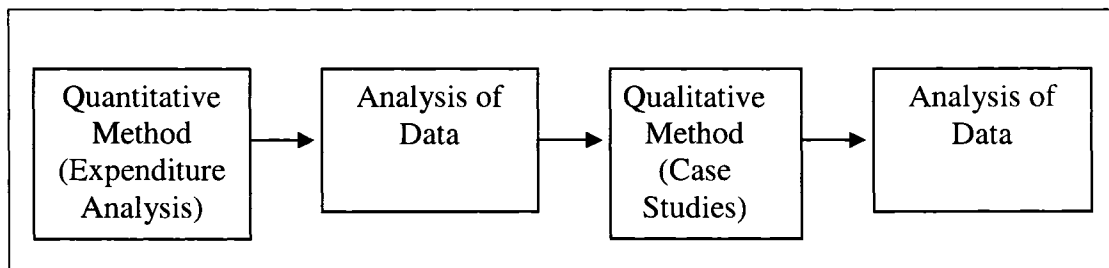 Quantitative
Method
(Expenditure
Analysis)
Analysis of
Data
Qualitative
Method
(Case
Studies)
Analysis of
Data